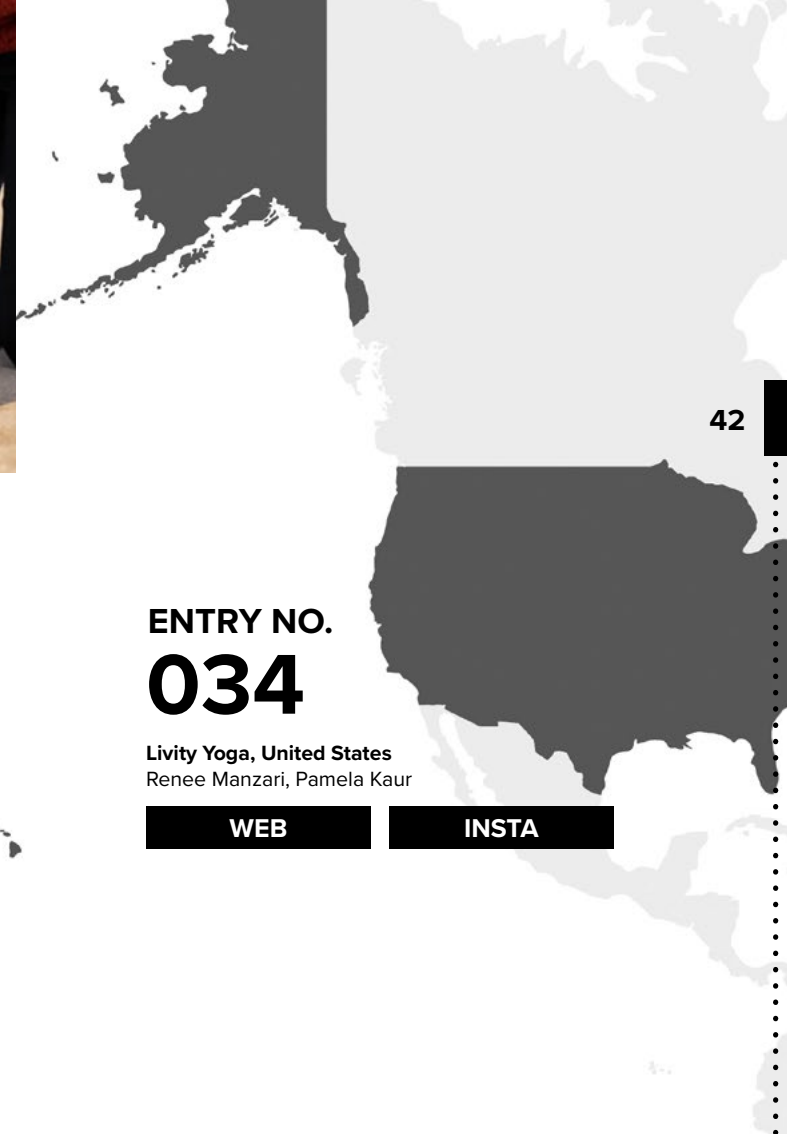 42
ENTRY NO.
034
Livity Yoga, United States
Renee Manzari, Pamela Kaur
WEB
INSTA